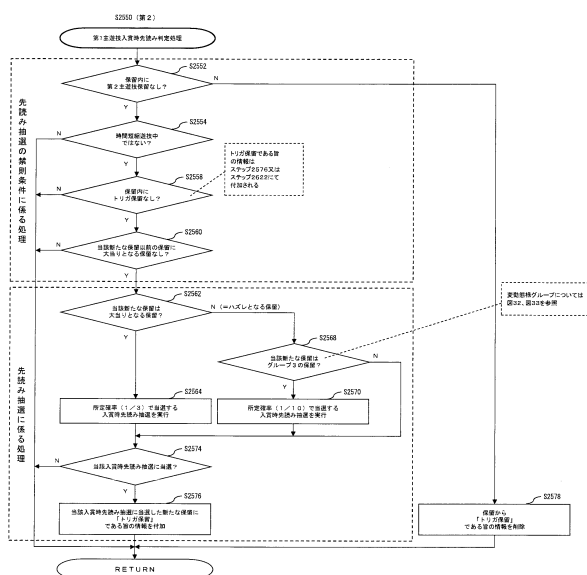 S2550 (第2)
第1主遊技入賞時先読み判定処理
S2552
保留内に
第2主遊技保留なし?
N
Y
S2554
時間短縮遊技中
ではない?
N
Y
トリガ保留である旨
の情報は
ステップ2576又は
ステップ2622にて
付加される
S2558
保留内に
トリガ保留なし?
N
Y
S2560
当該新たな保留以前の保留に
大当りとなる保留なし?
N
Y
先読み抽選の禁則条件に係る処理
S2562
当該新たな保留は
大当りとなる保留?
N (=ハズレとなる保留)
Y
変動態様グループについては
図32、図33を参照
S2568
当該新たな保留は
グループ3の保留?
N
Y
S2564
所定確率(1/3)で当選する
入賞時先読み抽選を実行
S2570
所定確率(1/10)で当選する
入賞時先読み抽選を実行
S2574
当該入賞時先読み抽選に当選?
N
Y
S2576
当該入賞時先読み抽選に当選した新たな保留に
「トリガ保留」
である旨の情報を付加
先読み抽選に係る処理
S2578
保留から
「トリガ保留」
である旨の情報を削除
RETURN